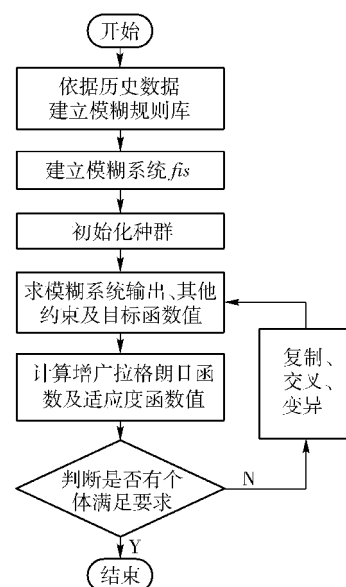 开始
依据历史数据
建立模糊规则库
建立模糊系统fis
初始化种群
求模糊系统输出、其他
约束及目标函数值
计算增广拉格朗日函
数及适应度函数值
复制、
交叉、
变异
判断是否有个
体满足要求
N
Y
结束